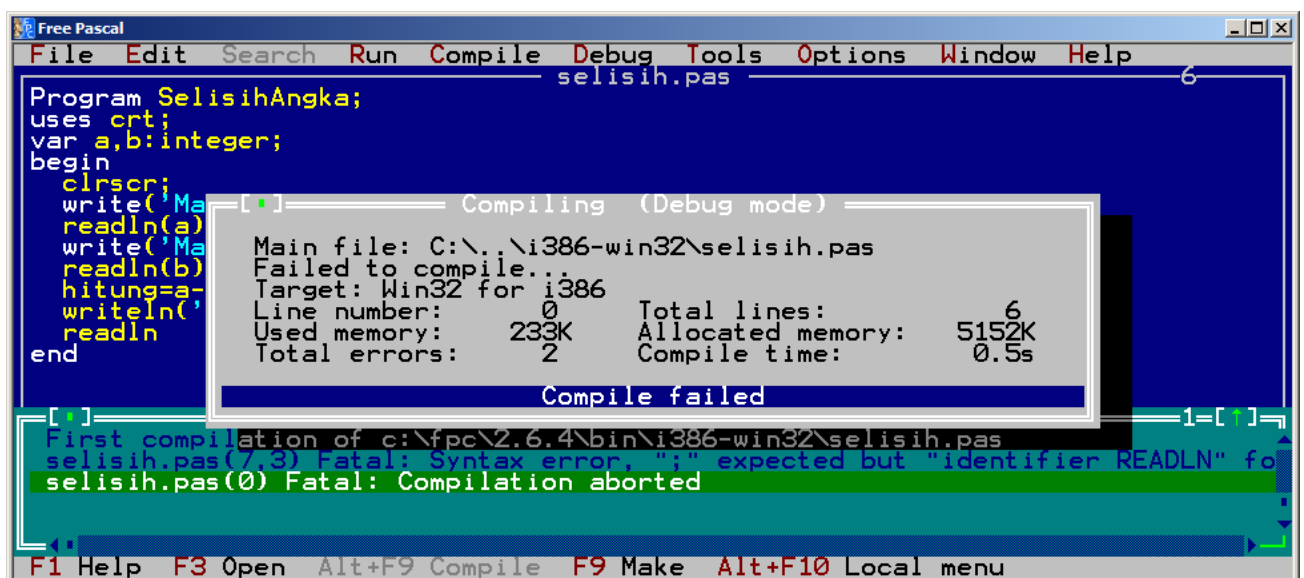 Free Pascal
File Edit Search Run Compile Debug Tools Options Window Help
selisih.pas 6
Program SelisihAngka;
uses crt;
var a,b:integer;
begin
clrscr;
write('Ma
readln(a)
write('Ma
readln(b)
hitung=a-
writeln('
readln
end
Compiling (Debug mode)
Main file: C:\..\i386-win32\selisih.pas
Failed to compile...
Target: Win32 for i386
Line number: 0 Total lines: 6
Used memory: 233K Allocated memory: 5152K
Total errors: 2 Compile time: 0.5s
Compile failed
1=[↑]
First compilation of c:\fpc\2.6.4\bin\i386-win32\selisih.pas
selisih.pas(7,3) Fatal: Syntax error, ";" expected but "identifier READLN" fo
selisih.pas(0) Fatal: Compilation aborted
F1 Help F3 Open Alt+F9 Compile F9 Make Alt+F10 Local menu